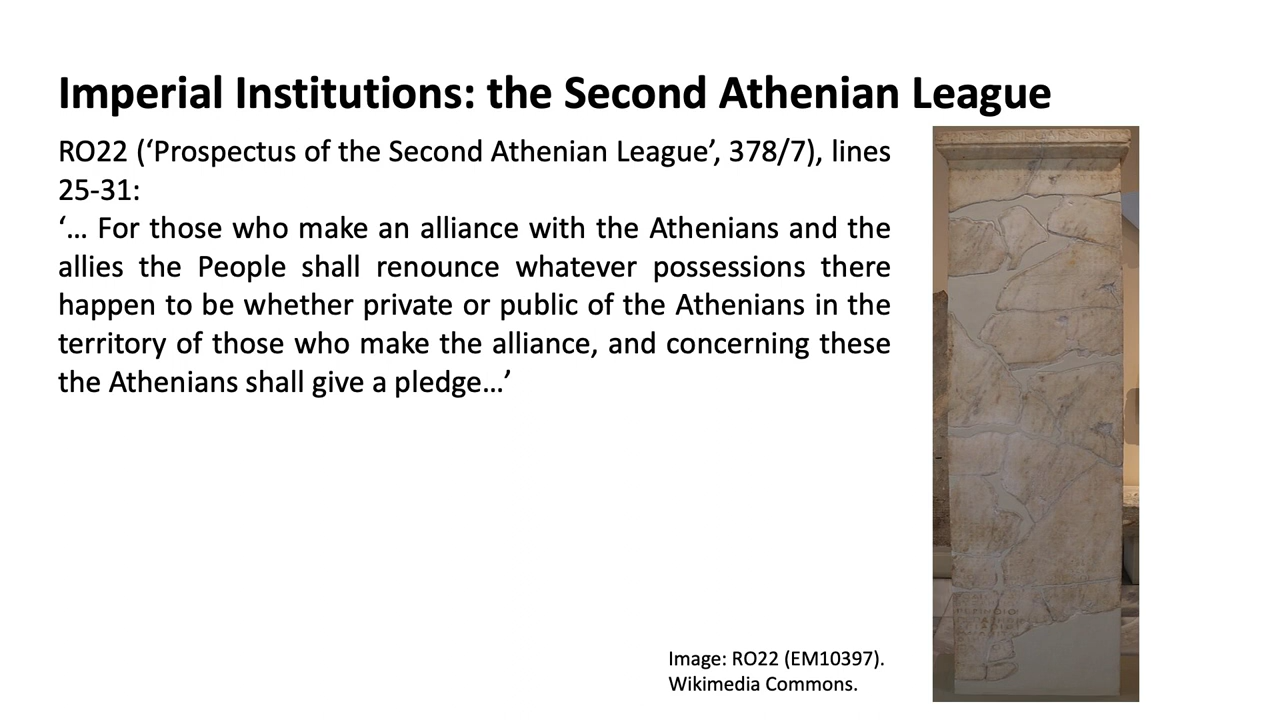 Imperial Institutions: the Second Athenian League
RO22 (‘Prospectus of the Second Athenian League’, 378/7), lines
25-31:
‘… For those who make an alliance with the Athenians and the
allies the People shall renounce whatever possessions there
happen to be whether private or public of the Athenians in the
territory of those who make the alliance, and concerning these
the Athenians shall give a pledge…’
Image: RO22 (EM10397).
Wikimedia Commons.